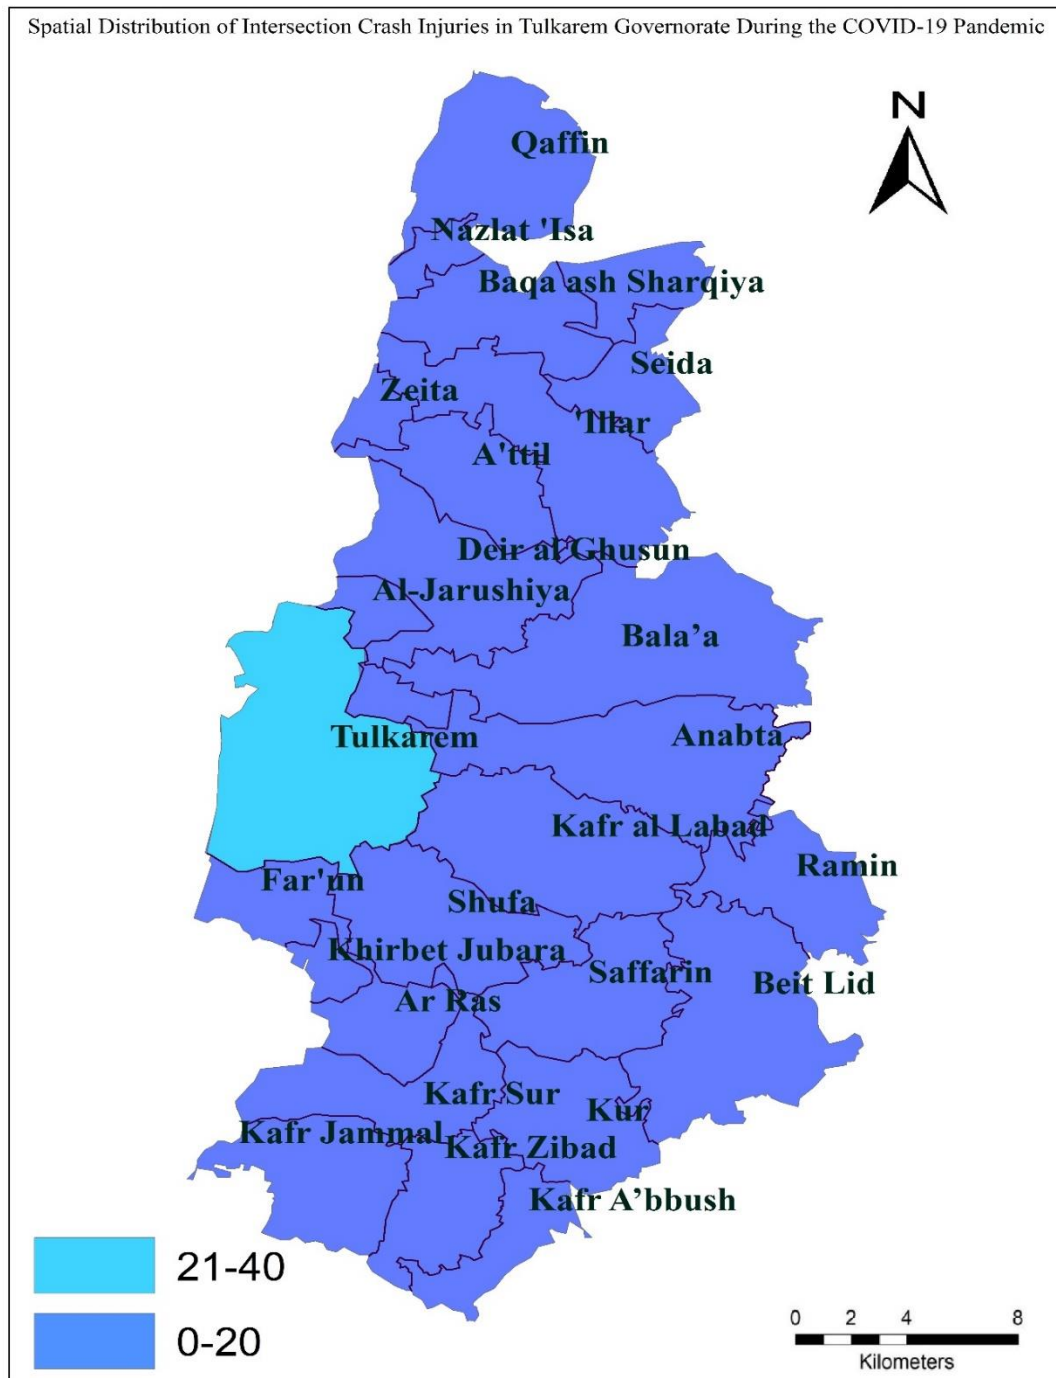 Spatial Distribution of Intersection Crash Injuries in Tulkarem Governorate During the COVID-19 Pandemic
N
Qaffin
Nazlat 'Isa
Baqa ash Sharqiya
Seida
Zeita
'Illar
A'ttil
Deir al Ghusun
Al-Jarushiya
Bala’a
Tulkarem
Anabta
Kafr al Labad
Ramin
Far'un
Shufa
Khirbet Jubara
Saffarin
Beit Lid
Ar Ras
Kafr Sur
Kur
Kafr Jammal
Kafr Zibad
Kafr A’bbush
21-40
0-20
0 2 4 8
Kilometers